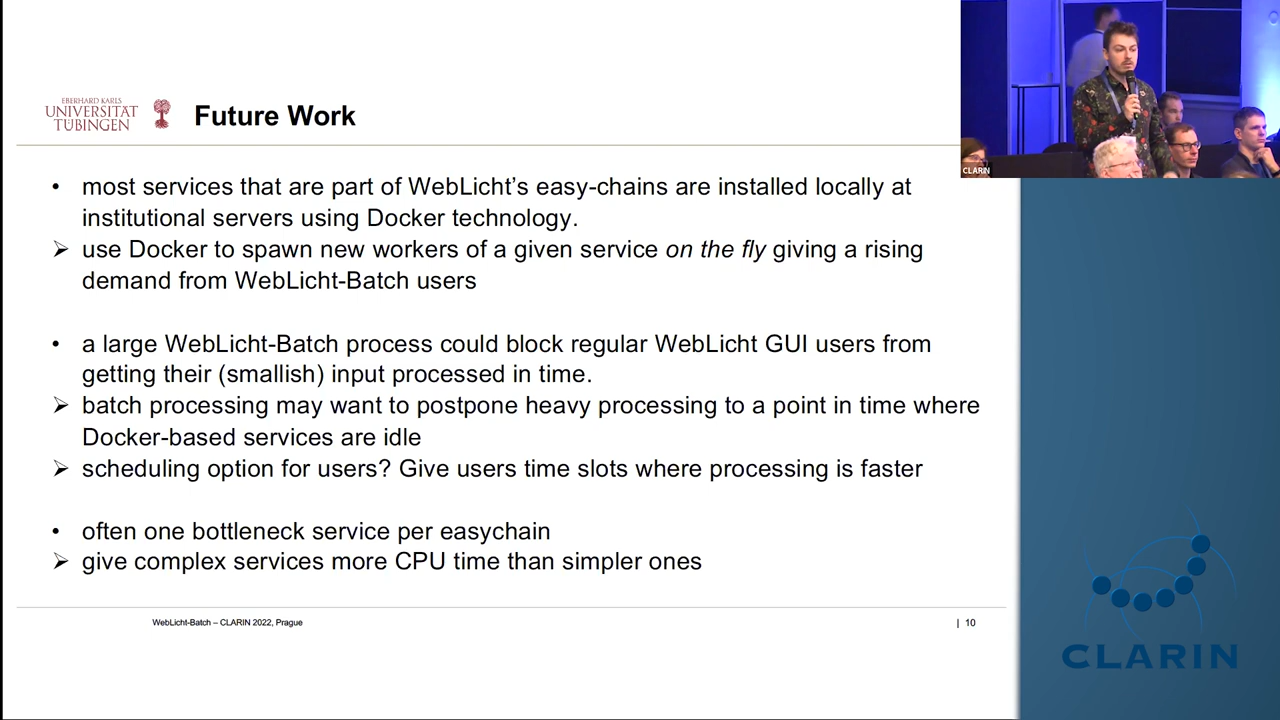 EBERHARD KARLS
UNIVERSITÄT
TÜBINGEN
Future Work
• most services that are part of WebLicht’s easy-chains are installed locally at
institutional servers using Docker technology.
➢ use Docker to spawn new workers of a given service on the fly giving a rising
demand from WebLicht-Batch users
• a large WebLicht-Batch process could block regular WebLicht GUI users from
getting their (smallish) input processed in time.
➢ batch processing may want to postpone heavy processing to a point in time where
Docker-based services are idle
➢ scheduling option for users? Give users time slots where processing is faster
• often one bottleneck service per easychain
➢ give complex services more CPU time than simpler ones
WebLicht-Batch – CLARIN 2022, Prague
| 10
CLARIN
CLARIN